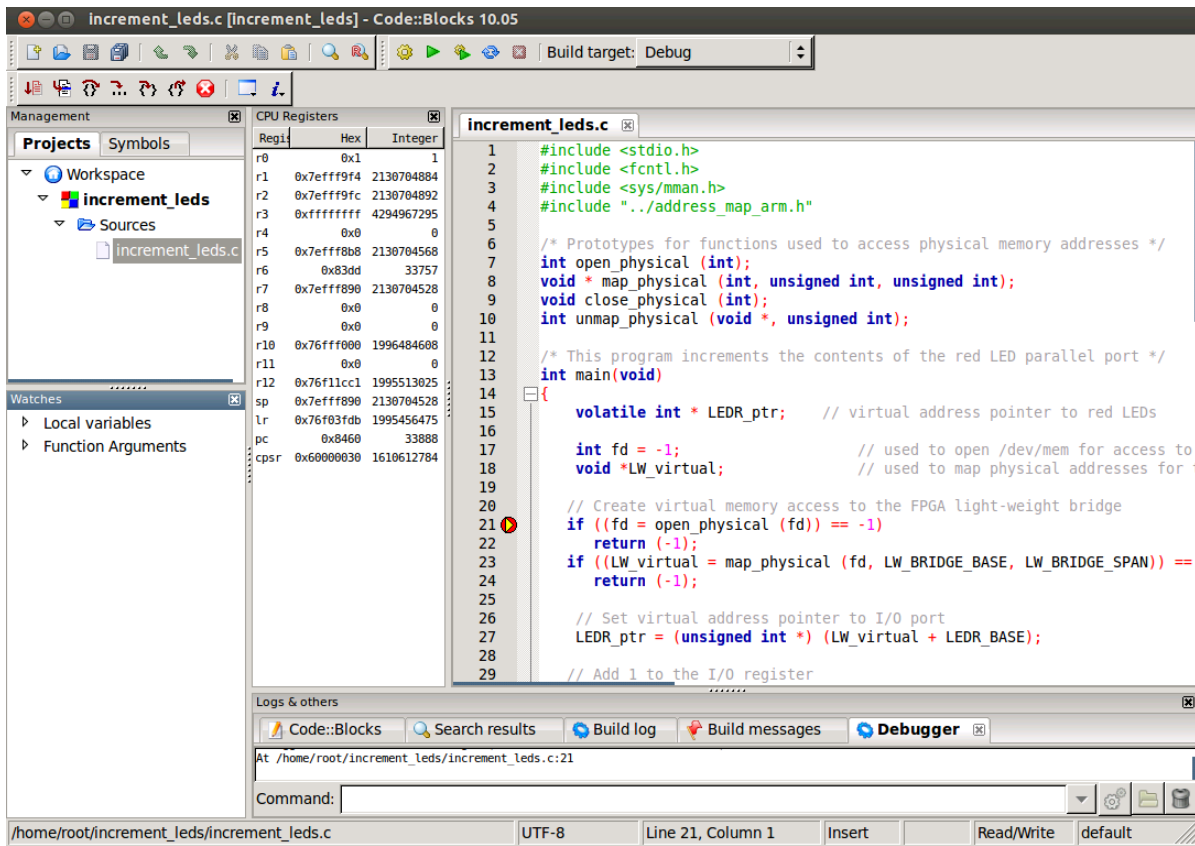 increment_leds.c [increment_leds] - Code::Blocks 10.05
Build target: Debug
Management
Projects Symbols
Workspace
increment_leds
Sources
increment_leds.c
Watches
Local variables
Function Arguments
CPU Registers
Hex Integer
r0 0x1 1
r1 0x7efff9f4 2130704884
r2 0x7efff9fc 2130704892
r3 0xffffffff 4294967295
r4 0x0 0
r5 0x7efff8b8 2130704568
r6 0x83dd 33757
r7 0x7efff890 2130704528
r8 0x0 0
r9 0x0 0
r10 0x76fff000 1996484608
r11 0x0 0
r12 0x76f11cc1 1995513025
sp 0x7efff890 2130704528
lr 0x76f03fdb 1995456475
pc 0x8460 33888
cpsr 0x60000030 1610612784
increment_leds.c
1 #include <stdio.h>
2 #include <fcntl.h>
3 #include <sys/mman.h>
4 #include "../address_map_arm.h"
5
6 /* Prototypes for functions used to access physical memory addresses */
7 int open_physical (int);
8 void * map_physical (int, unsigned int, unsigned int);
9 void close_physical (int);
10 int unmap_physical (void *, unsigned int);
11
12 /* This program increments the contents of the red LED parallel port */
13 int main(void)
14 {
15 volatile int * LEDR_ptr; // virtual address pointer to red LEDs
16
17 int fd = -1; // used to open /dev/mem for access to
18 void *LW_virtual; // used to map physical addresses for
19
20 // Create virtual memory access to the FPGA light-weight bridge
21 if ((fd = open_physical (fd)) == -1)
22 return (-1);
23 if ((LW_virtual = map_physical (fd, LW_BRIDGE_BASE, LW_BRIDGE_SPAN)) ==
24 return (-1);
25
26 // Set virtual address pointer to I/O port
27 LEDR_ptr = (unsigned int *) (LW_virtual + LEDR_BASE);
28
29 // Add 1 to the I/O register
Logs & others
Code::Blocks Search results Build log Build messages Debugger
At /home/root/increment_leds/increment_leds.c:21
Command:
/home/root/increment_leds/increment_leds.c UTF-8 Line 21, Column 1 Insert Read/Write default